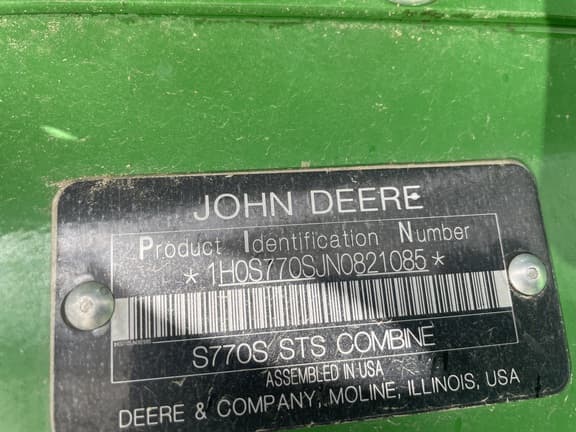 JOHN DEERE
Product Identification Number
*1H0S770SJN0821085*
S770S STS COMBINE
ASSEMBLED IN USA
DEERE & COMPANY, MOLINE, ILLINOIS, USA